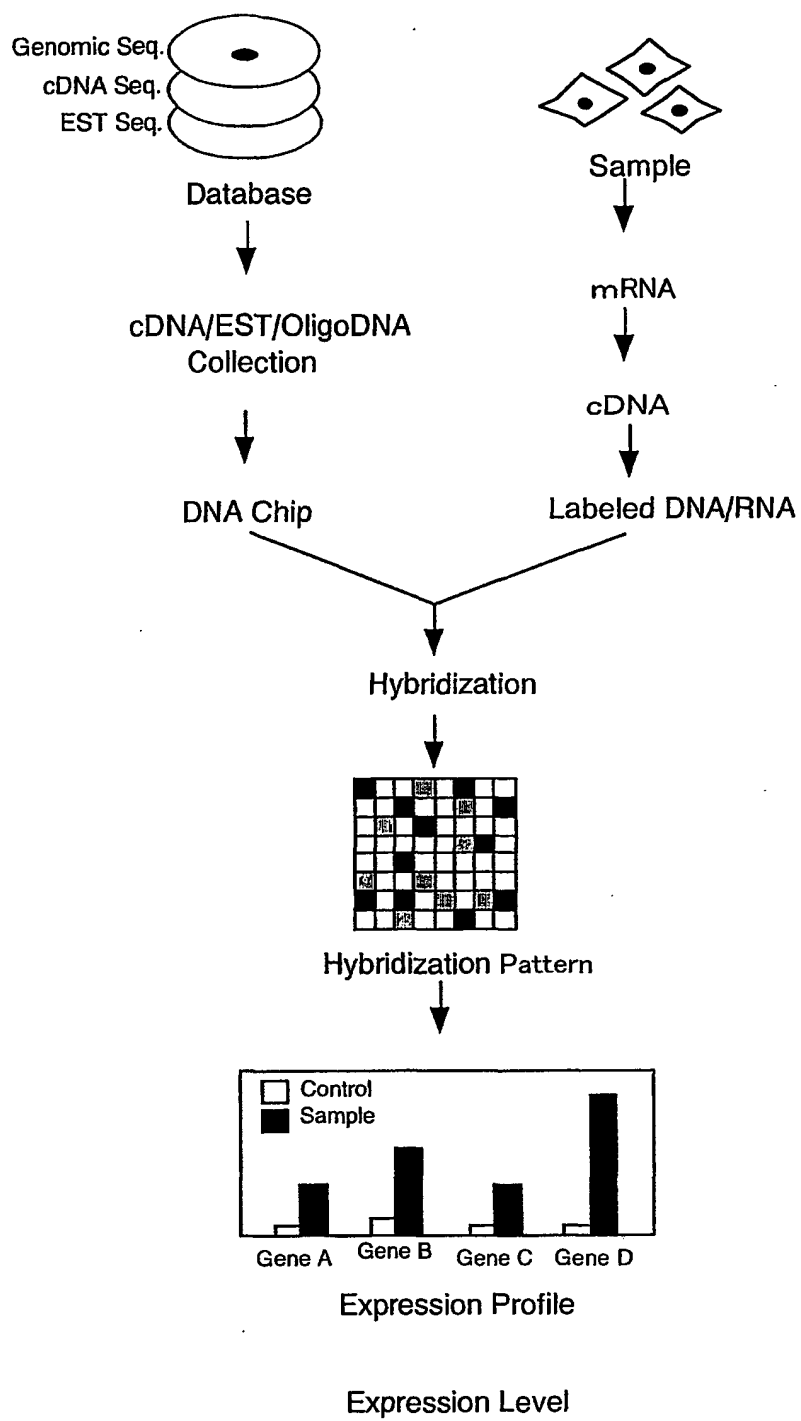 Genomic Seq.
cDNA Seq.
EST Seq.
Database
cDNA/EST/OligoDNA
Collection
DNA Chip
Sample
mRNA
cDNA
Labeled DNA/RNA
Hybridization
Hybridization Pattern
Control
Sample
Gene A
Gene B
Gene C
Gene D
Expression Profile
Expression Level